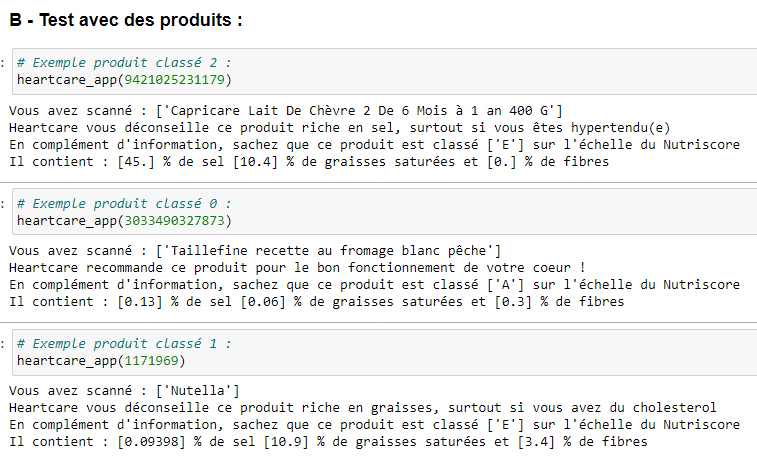 B - Test avec des produits :
:
# Exemple produit classé 2 :
heartcare_app(9421025231179)
Vous avez scanné : ['Capricare Lait De Chèvre 2 De 6 Mois à 1 an 400 G']
Heartcare vous déconseille ce produit riche en sel, surtout si vous êtes hypertendu(e)
En complément d'information, sachez que ce produit est classé ['E'] sur l'échelle du Nutriscore
Il contient : [45.] % de sel [10.4] % de graisses saturées et [0.] % de fibres
:
# Exemple produit classé 0 :
heartcare_app(3033490327873)
Vous avez scanné : ['Taillefine recette au fromage blanc pêche']
Heartcare recommande ce produit pour le bon fonctionnement de votre coeur !
En complément d'information, sachez que ce produit est classé ['A'] sur l'échelle du Nutriscore
Il contient : [0.13] % de sel [0.06] % de graisses saturées et [0.3] % de fibres
:
# Exemple produit classé 1 :
heartcare_app(1171969)
Vous avez scanné : ['Nutella']
Heartcare vous déconseille ce produit riche en graisses, surtout si vous avez du cholesterol
En complément d'information, sachez que ce produit est classé ['E'] sur l'échelle du Nutriscore
Il contient : [0.09398] % de sel [10.9] % de graisses saturées et [3.4] % de fibres